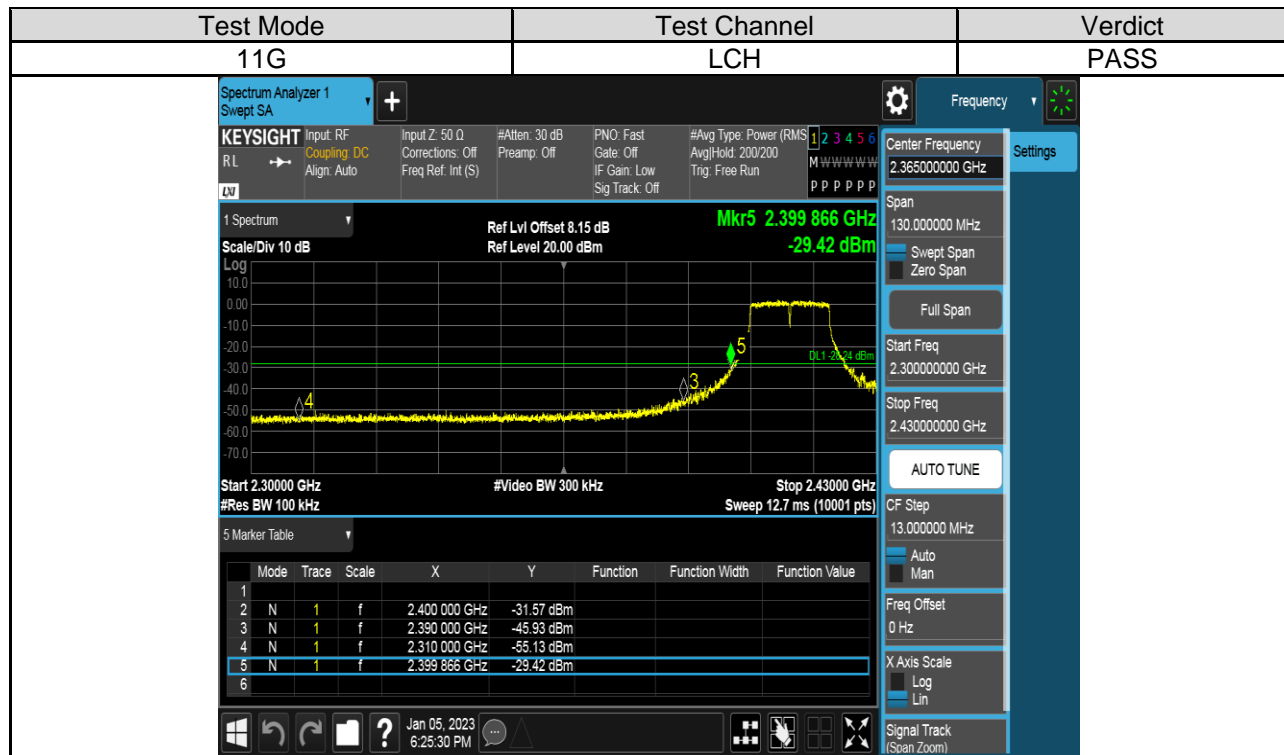 Test Mode Test Channel Verdict
11G LCH PASS
Spectrum Analyzer 1
Swept SA
+
Frequency
KEYSIGHT Input: RF Input Z: 50 Ω #Atten: 30 dB PNO: Fast #Avg Type: Power (RMS 1 2 3 4 5 6
RL Coupling: DC Corrections: Off Preamp: Off Gate: Off Avg|Hold: 200/200 M W W W W W
Align: Auto Freq Ref: Int (S) IF Gain: Low Trig: Free Run
LXI Sig Track: Off P P P P P P
1 Spectrum
Ref Lvl Offset 8.15 dB Mkr5 2.399 866 GHz
Scale/Div 10 dB Ref Level 20.00 dBm -29.42 dBm
Log
10.0
0.00
-10.0
-20.0
-30.0
-40.0
-50.0
-60.0
-70.0
5
3
4
Start 2.30000 GHz #Video BW 300 kHz Stop 2.43000 GHz
#Res BW 100 kHz Sweep 12.7 ms (10001 pts)
5 Marker Table
Mode Trace Scale X Y Function Function Width Function Value
1
2 N 1 f 2.400 000 GHz -31.57 dBm
3 N 1 f 2.390 000 GHz -45.93 dBm
4 N 1 f 2.310 000 GHz -55.13 dBm
5 N 1 f 2.399 866 GHz -29.42 dBm
6
? Jan 05, 2023
6:25:30 PM
Center Frequency
2.365000000 GHz
Settings
Span
130.000000 MHz
Swept Span
Zero Span
Full Span
Start Freq
2.300000000 GHz
Stop Freq
2.430000000 GHz
AUTO TUNE
CF Step
13.000000 MHz
Auto
Man
Freq Offset
0 Hz
X Axis Scale
Log
Lin
Signal Track
(Span Zoom)